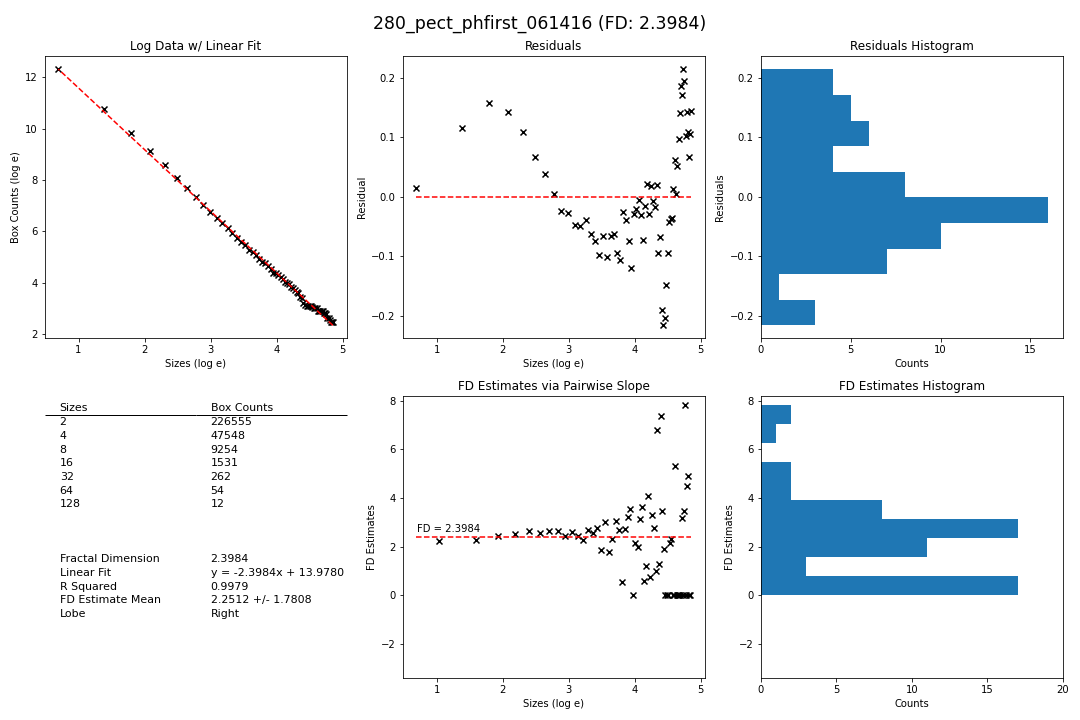 280_pect_phfirst_061416 (FD: 2.3984)
Log Data w/ Linear Fit
Box Counts (log e)
12
10
8
6
4
2
1 2 3 4 5
Sizes (log e)
Residuals
Residual
0.2
0.1
0.0
−0.1
−0.2
1 2 3 4 5
Sizes (log e)
Residuals Histogram
Residuals
0.2
0.1
0.0
−0.1
−0.2
0 5 10 15
Counts
Sizes Box Counts
2 226555
4 47548
8 9254
16 1531
32 262
64 54
128 12
Fractal Dimension 2.3984
Linear Fit y = -2.3984x + 13.9780
R Squared 0.9979
FD Estimate Mean 2.2512 +/- 1.7808
Lobe Right
FD Estimates via Pairwise Slope
FD Estimates
8
6
4
2
0
−2
FD = 2.3984
1 2 3 4 5
Sizes (log e)
FD Estimates Histogram
FD Estimates
8
6
4
2
0
−2
0 5 10 15 20
Counts